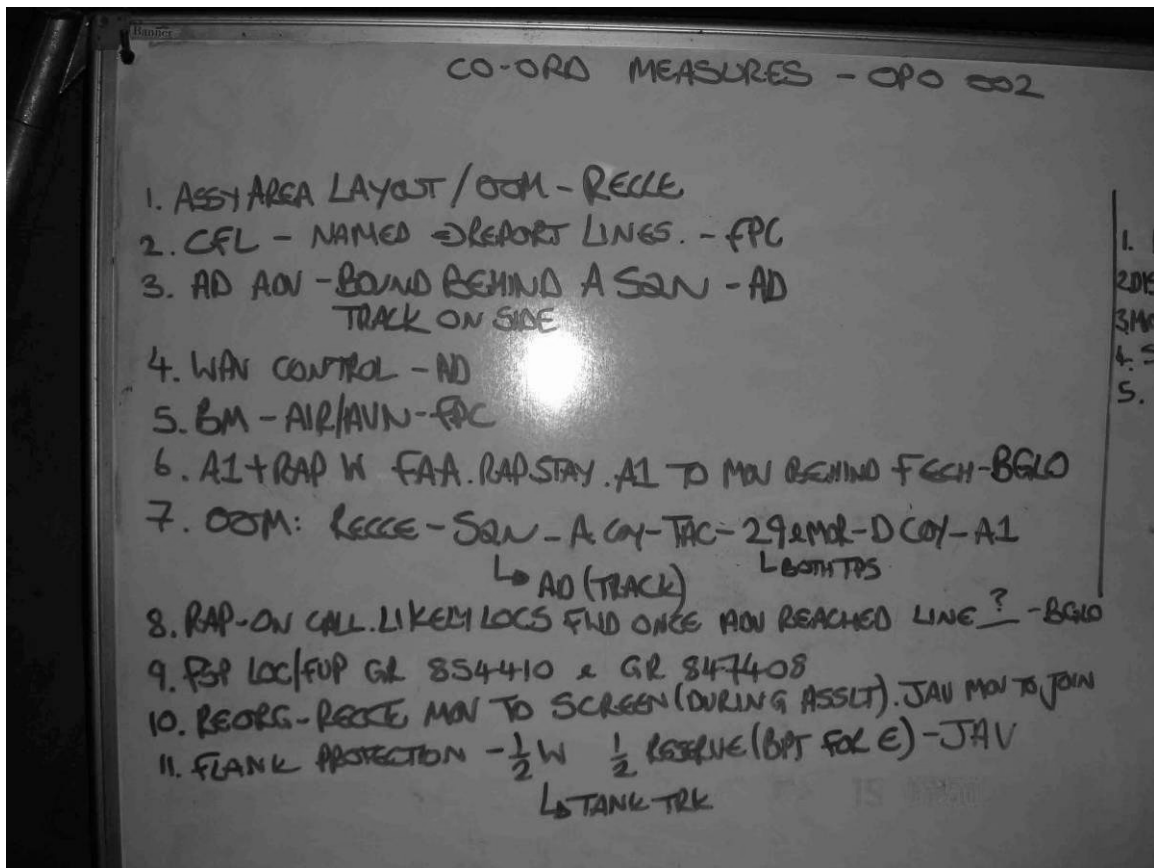 Banner
CO-ORD MEASURES - OPO 002
1. ASSY AREA LAYOUT / OOM - RECCE
2. CFL - NAMED => REPORT LINES. - FPC
3. AD ADV - BOUND BEHIND A SQN - AD
TRACK ON SIDE
4. WPN CONTROL - AD
5. BM - AIR/AVN - FPC
6. A1 + RAP W FAA. RAP STAY. A1 TO MOV BEHIND F ECH - BGLO
7. OOM: RECCE - SQN - A COY - TAC - 29 & MOR - D COY - A1
↳ AD (TRACK) ↳ BOTH TPS
8. RAP - ON CALL. LIKELY LOCS FWD ONCE ADV REACHED LINE ? - BGLO
9. LOC/FUP GR 854410 & GR 847408
10. REORG - RECCE MOV TO SCREEN (DURING ASSLT). JAV MOV TO JOIN
11. FLANK PROTECTION - 1/2 W 1/2 RESERVE (BPT FOR E) - JAV
↳ TANK TRK
1.
2.
3.
4.
5.